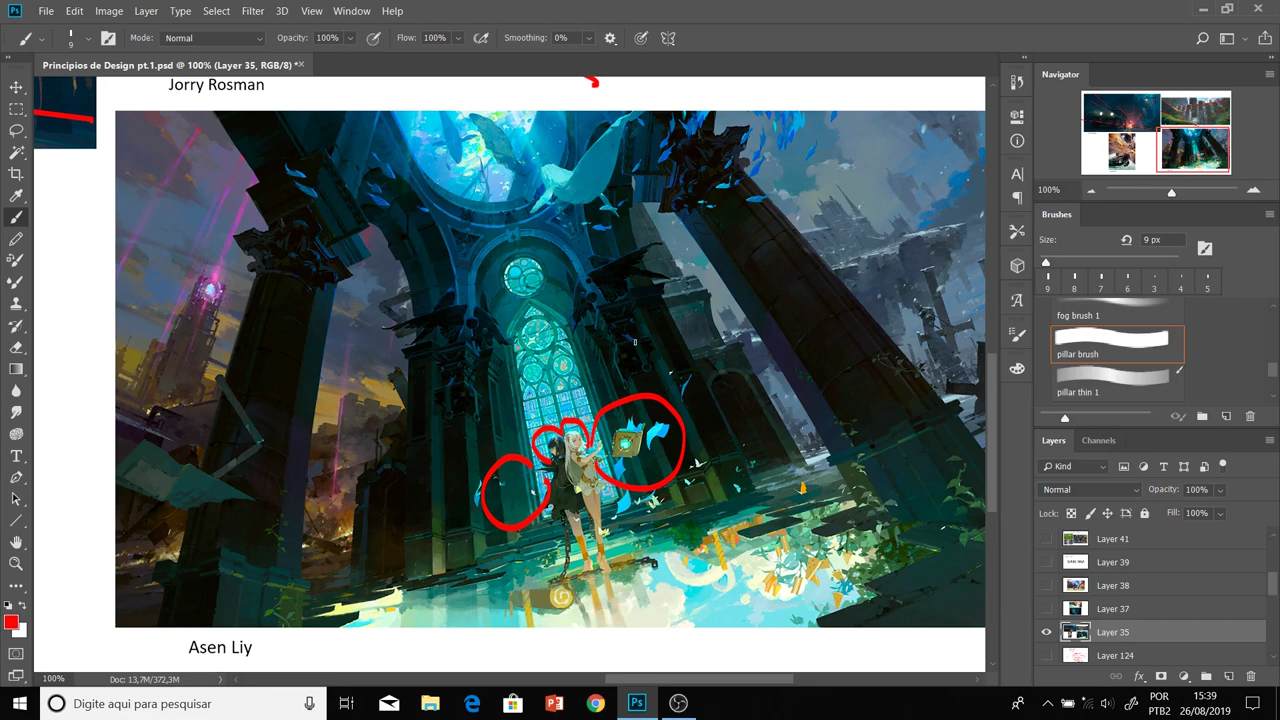 Ps File Edit Image Layer Type Select Filter 3D View Window Help
9 Mode: Normal Opacity: 100% Flow: 100% Smoothing: 0%
Principios de Design pt.1.psd @ 100% (Layer 35, RGB/8) *
Jorry Rosman
Asen Liy
100% Doc: 13,7M/372,3M
Navigator
100%
Brushes
Size: 9 px
9 8 7 6 3 4 5
fog brush 1
pillar brush
pillar thin 1
Layers Channels
Kind
Normal Opacity: 100%
Lock: Fill: 100%
Layer 41
Layer 39
Layer 38
Layer 37
Layer 35
Layer 124
fx
Digite aqui para pesquisar
Ps
POR
PTB2
15:39
26/08/2019